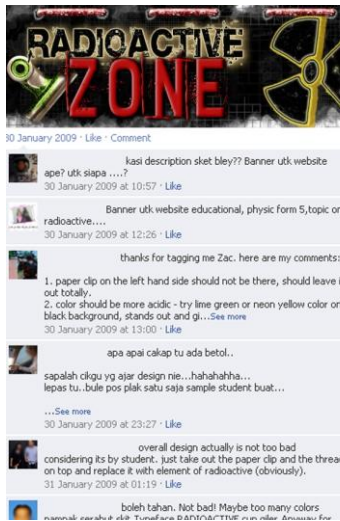 RADIOACTIVE
ZONE
30 January 2009 · Like · Comment
kasi description sket bley?? Banner utk website
ape? utk siapa ....?
30 January 2009 at 10:57 · Like
Banner utk website educational, physic form 5,topic on
radioactive....
30 January 2009 at 12:26 · Like
thanks for tagging me Zac. here are my comments:
1. paper clip on the left hand side should not be there, should leave
out totally.
2. color should be more acidic - try lime green or neon yellow color on
black background, stands out and gi...See more
30 January 2009 at 13:00 · Like
apa apai cakap tu ada betol..
sapalah cikgu yg ajar design nie...hahahahha...
lepas tu..bule pos plak satu saja sample student buat...
...See more
30 January 2009 at 23:27 · Like
overall design actually is not too bad
considering its by student. just take out the paper clip and the thread
on top and replace it with element of radioactive (obviously).
31 January 2009 at 01:19 · Like
boleh tahan. Not bad! Maybe too many colors
nampak serabut skit. Typeface RADIOACTIVE cun giler. Anyway for